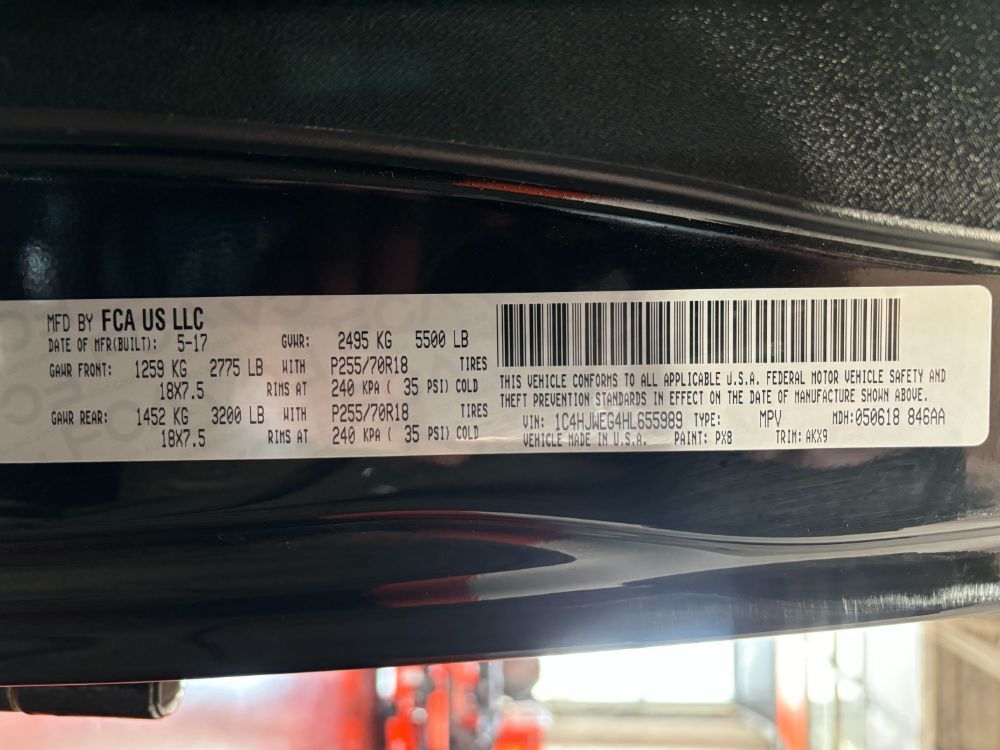 MFD BY FCA US LLC
DATE OF MFR(BUILT): 5-17 GVWR: 2495 KG 5500 LB
GAWR FRONT: 1259 KG 2775 LB WITH P255/70R18 TIRES
18X7.5 RIMS AT 240 KPA ( 35 PSI) COLD
GAWR REAR: 1452 KG 3200 LB WITH P255/70R18 TIRES
18X7.5 RIMS AT 240 KPA ( 35 PSI) COLD
THIS VEHICLE CONFORMS TO ALL APPLICABLE U.S.A. FEDERAL MOTOR VEHICLE SAFETY AND
THEFT PREVENTION STANDARDS IN EFFECT ON THE DATE OF MANUFACTURE SHOWN ABOVE.
VIN: 1C4HJWEG4HL655989 TYPE: MPV MDH:050618 846AA
VEHICLE MADE IN U.S.A. PAINT: PX8 TRIM: AKX9